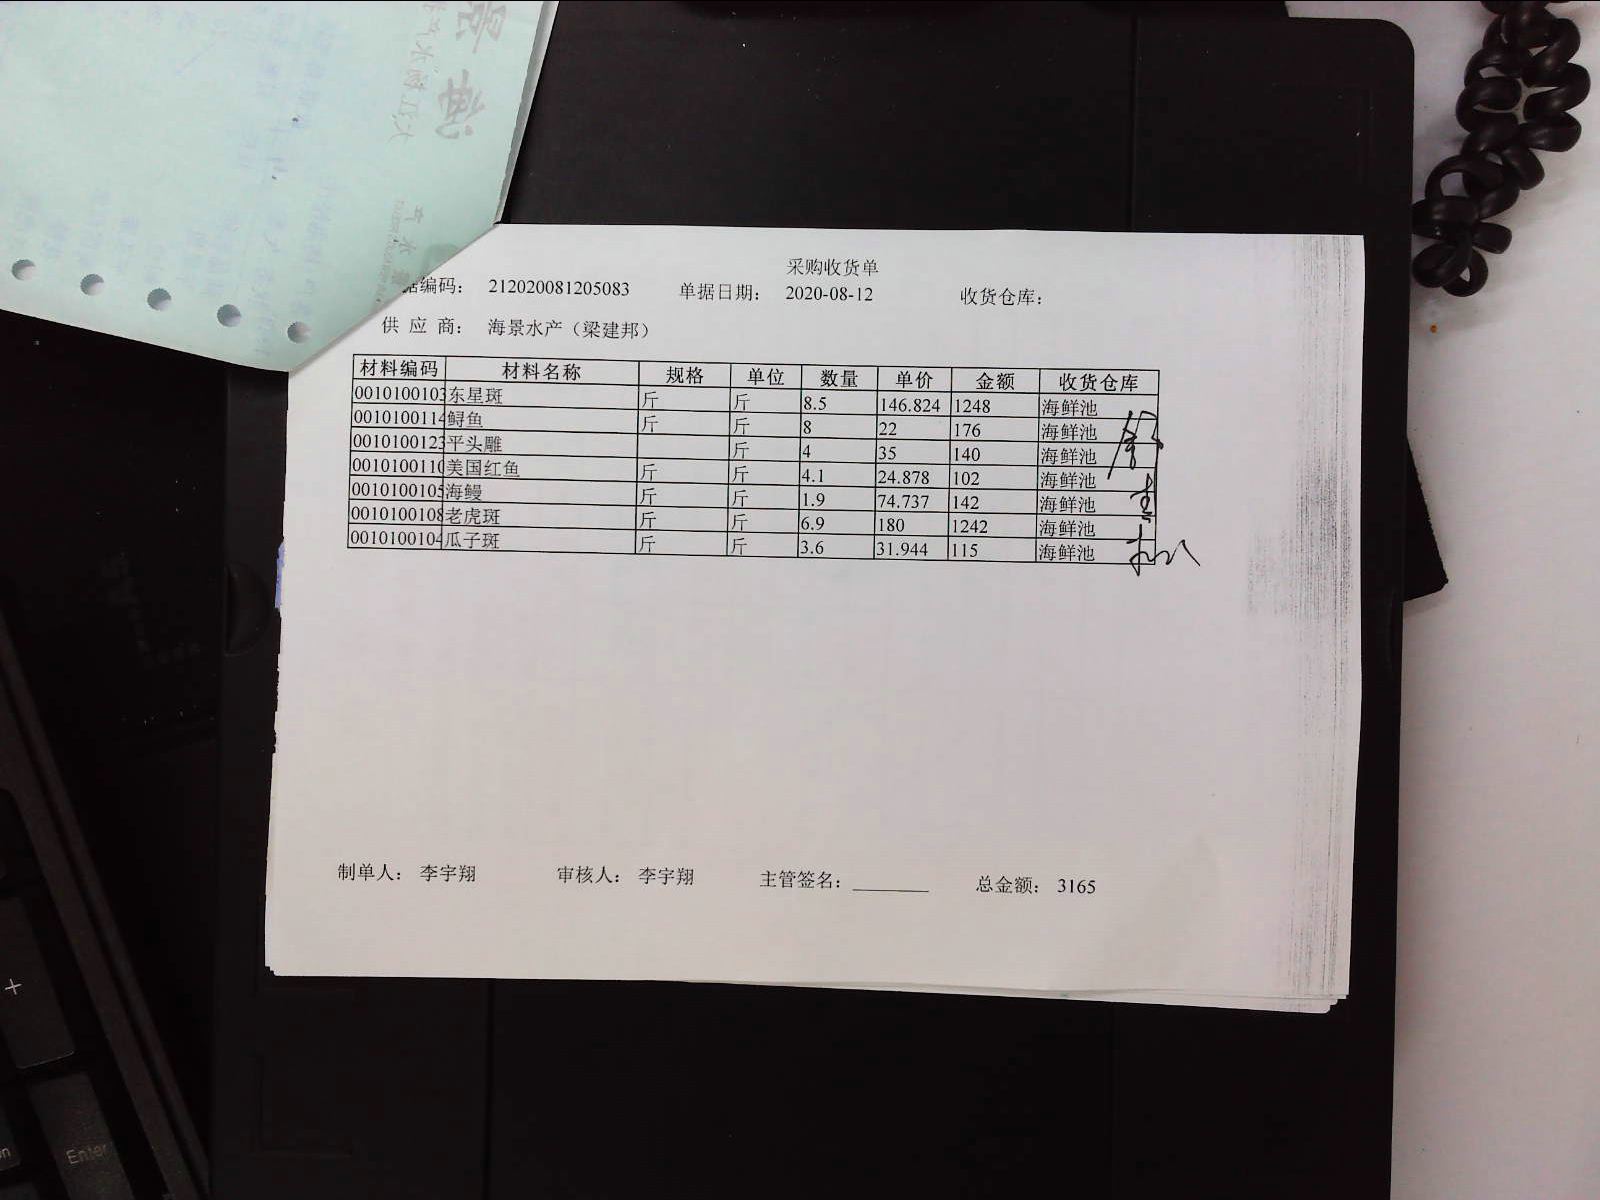 采购收货单
据编码： 212020081205083 单据日期： 2020-08-12 收货仓库：
供 应 商： 海景水产（梁建邦）
材料编码 材料名称 规格 单位 数量 单价 金额 收货仓库
0010100103 东星斑 斤 斤 8.5 146.824 1248 海鲜池
0010100114 鲟鱼 斤 斤 8 22 176 海鲜池
0010100123 平头雕 斤 4 35 140 海鲜池
0010100110 美国红鱼 斤 斤 4.1 24.878 102 海鲜池
0010100105 海鳗 斤 斤 1.9 74.737 142 海鲜池
0010100108 老虎斑 斤 斤 6.9 180 1242 海鲜池
0010100104 瓜子斑 斤 斤 3.6 31.944 115 海鲜池
制单人： 李宇翔 审核人： 李宇翔 主管签名： 总金额： 3165
+
Enter